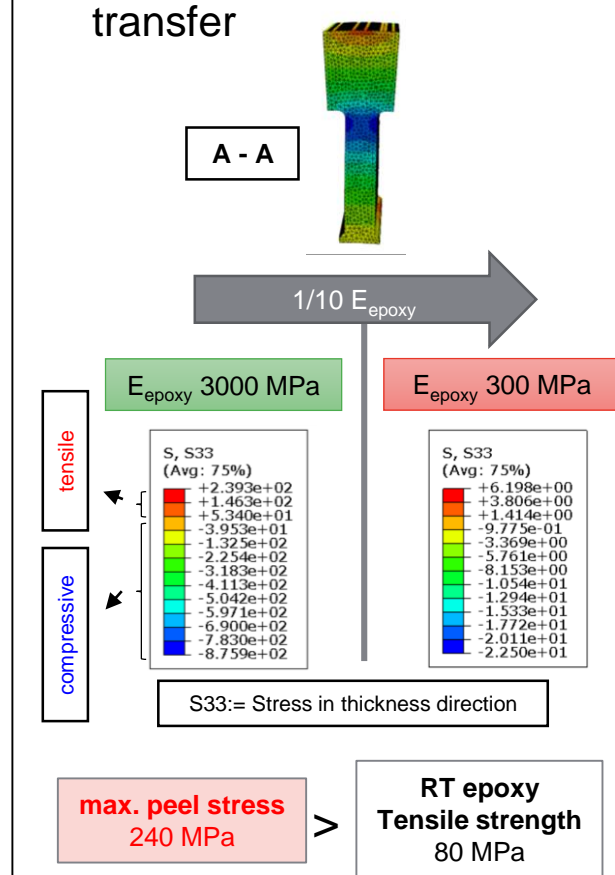 transfer
A - A
1/10 Eepoxy
Eepoxy 3000 MPa
Eepoxy 300 MPa
tensile
compressive
S, S33
(Avg: 75%)
+2.393e+02
+1.463e+02
+5.340e+01
-3.953e+01
-1.325e+02
-2.254e+02
-3.183e+02
-4.113e+02
-5.042e+02
-5.971e+02
-6.900e+02
-7.830e+02
-8.759e+02
S, S33
(Avg: 75%)
+6.198e+00
+3.806e+00
+1.414e+00
-9.775e-01
-3.369e+00
-5.761e+00
-8.153e+00
-1.054e+01
-1.294e+01
-1.533e+01
-1.772e+01
-2.011e+01
-2.250e+01
S33:= Stress in thickness direction
max. peel stress
240 MPa
>
RT epoxy
Tensile strength
80 MPa